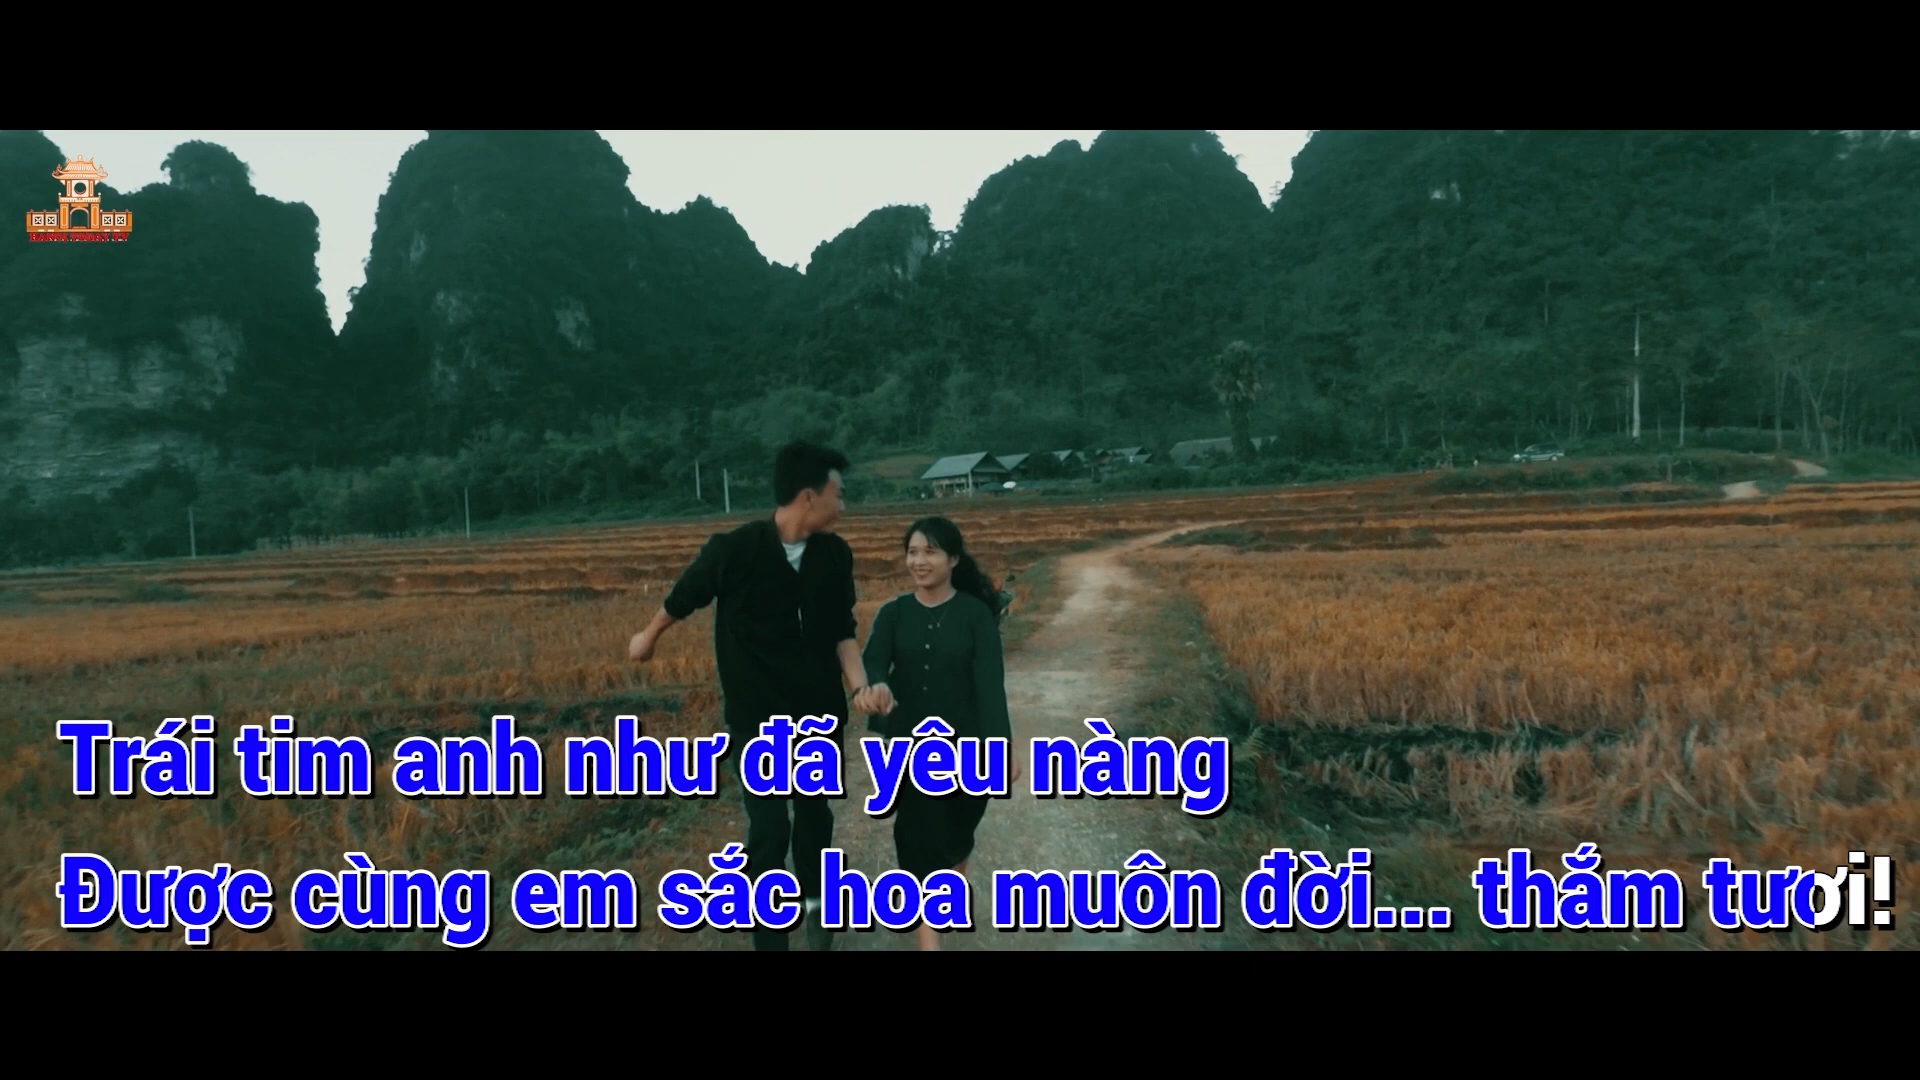 Trái tim anh như đã yêu nàng
Được cùng em sắc hoa muôn đời... thắm tươi!